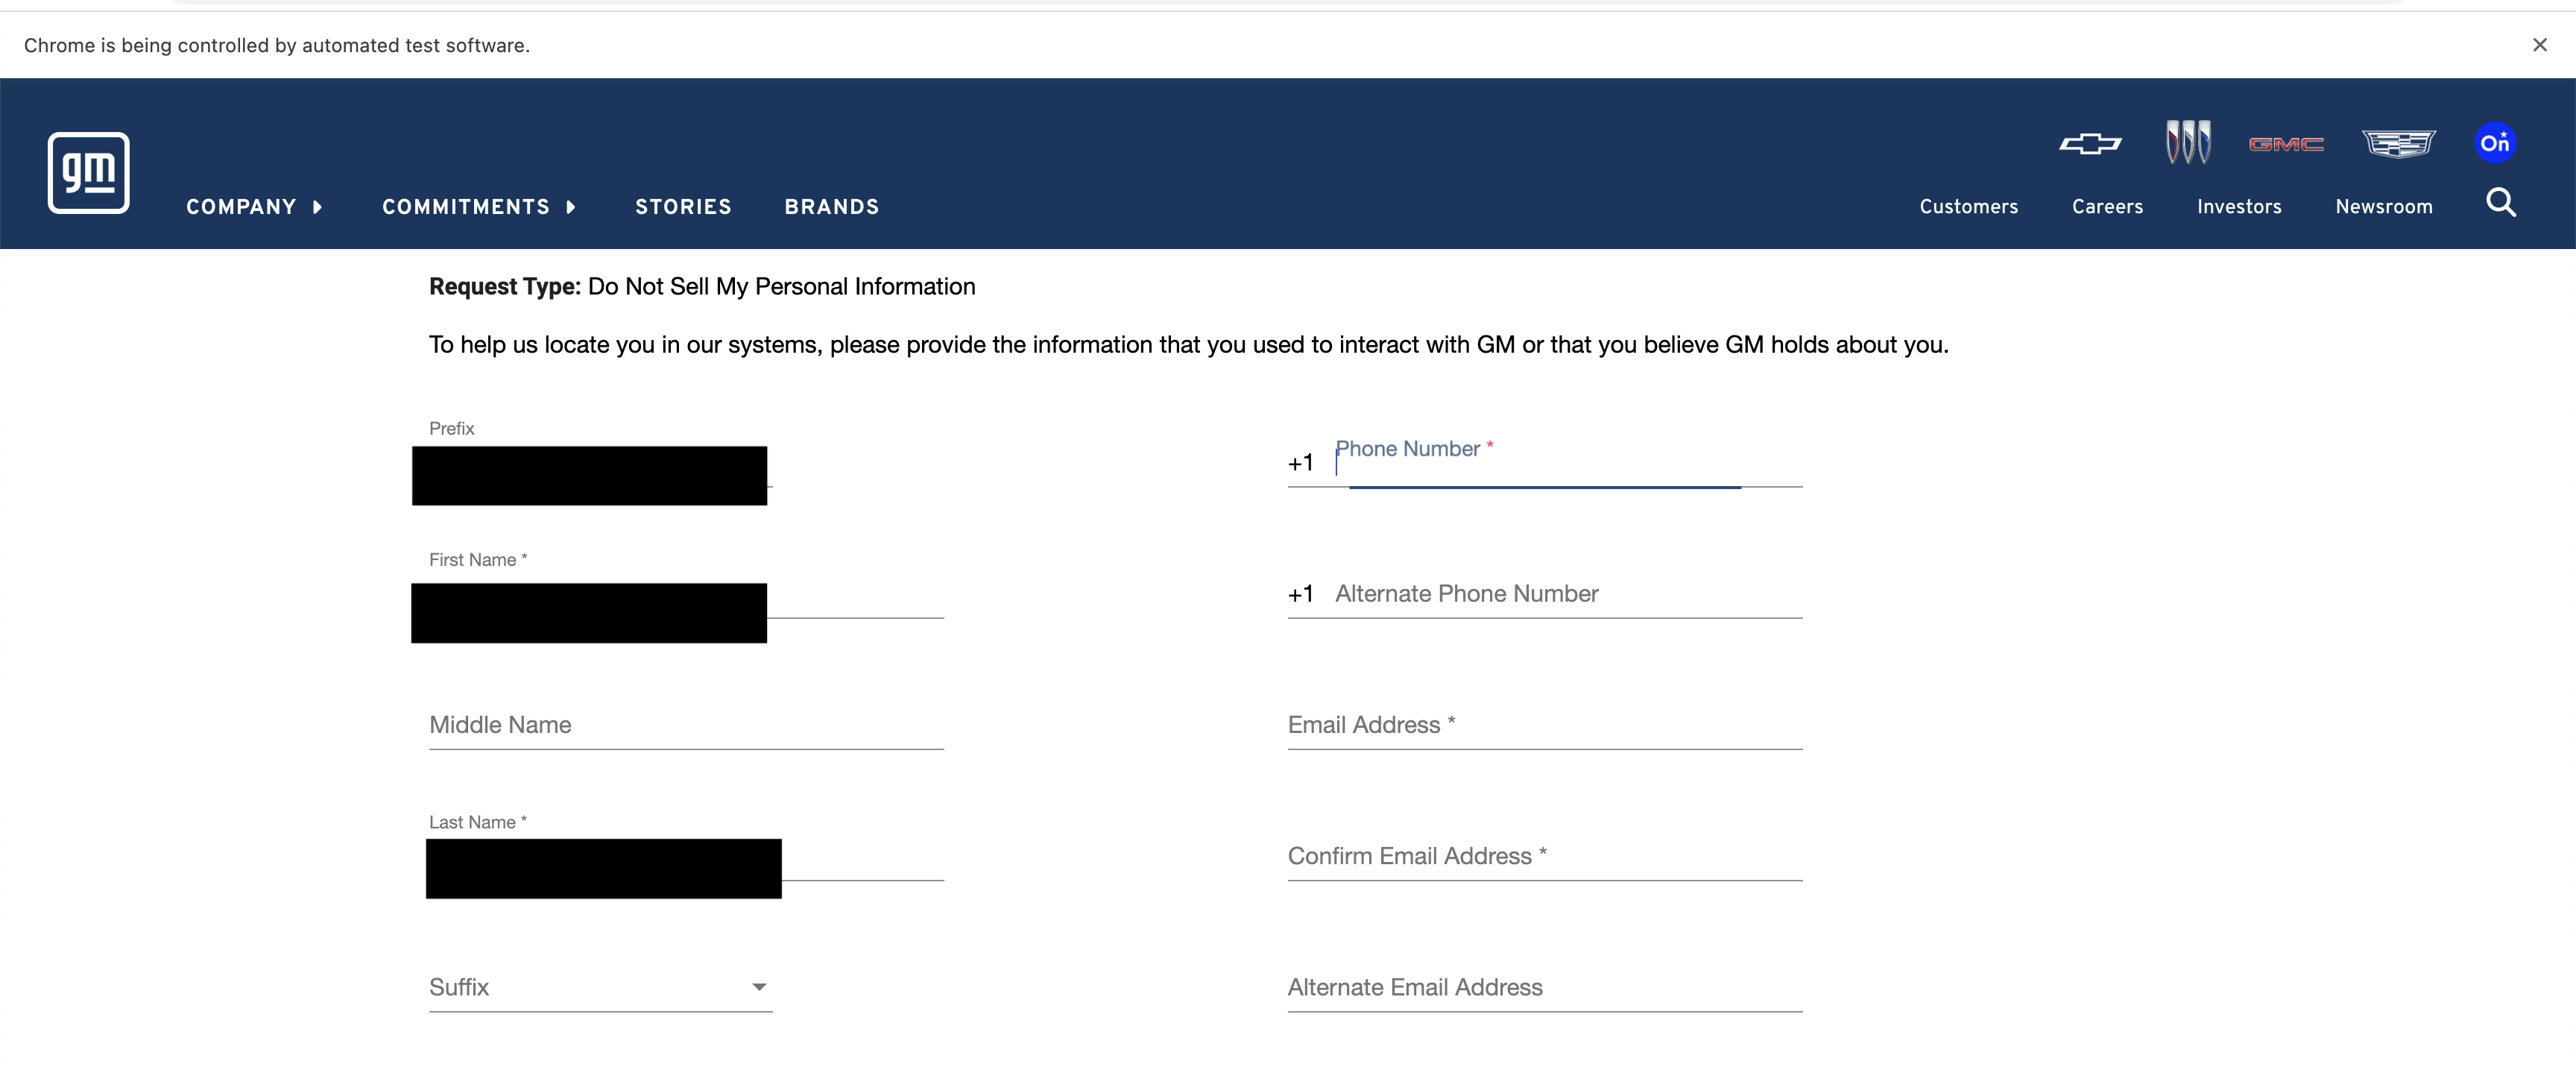 Chrome is being controlled by automated test software.
gm
GMC
On
COMPANY
COMMITMENTS
STORIES
BRANDS
Customers
Careers
Investors
Newsroom
Request Type: Do Not Sell My Personal Information
To help us locate you in our systems, please provide the information that you used to interact with GM or that you believe GM holds about you.
Prefix
+1 Phone Number *
First Name *
+1 Alternate Phone Number
Middle Name
Email Address *
Last Name *
Confirm Email Address *
Suffix
Alternate Email Address